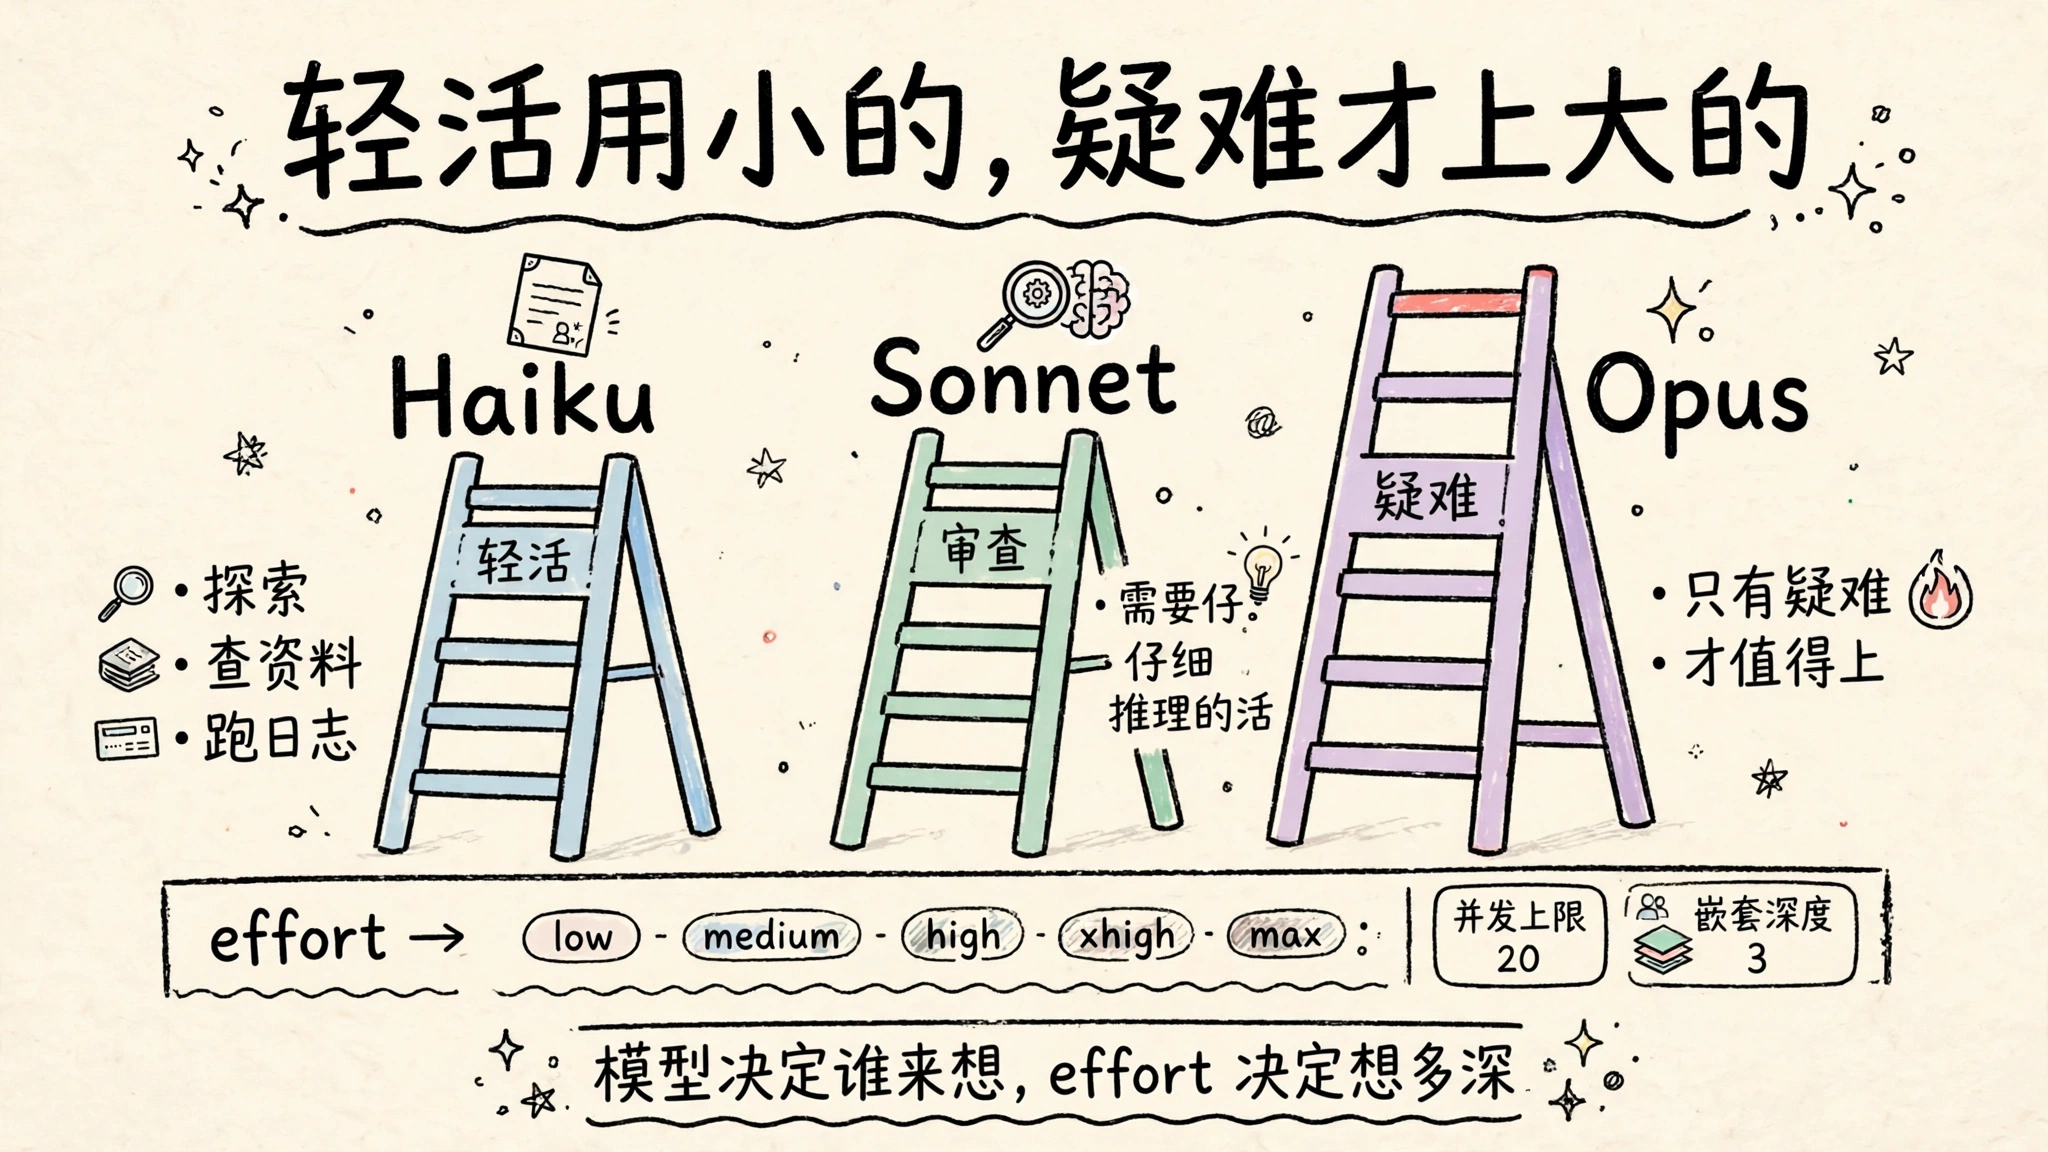 轻活用小的，疑难才上大的
Haiku
轻活
• 探索
• 查资料
• 跑日志
Sonnet
审查
• 需要仔
仔细
推理的活
Opus
疑难
• 只有疑难
• 才值得上
effort → low - medium - high - xhigh - max :
并发上限
20
嵌套深度
3
模型决定谁来想，effort 决定想多深